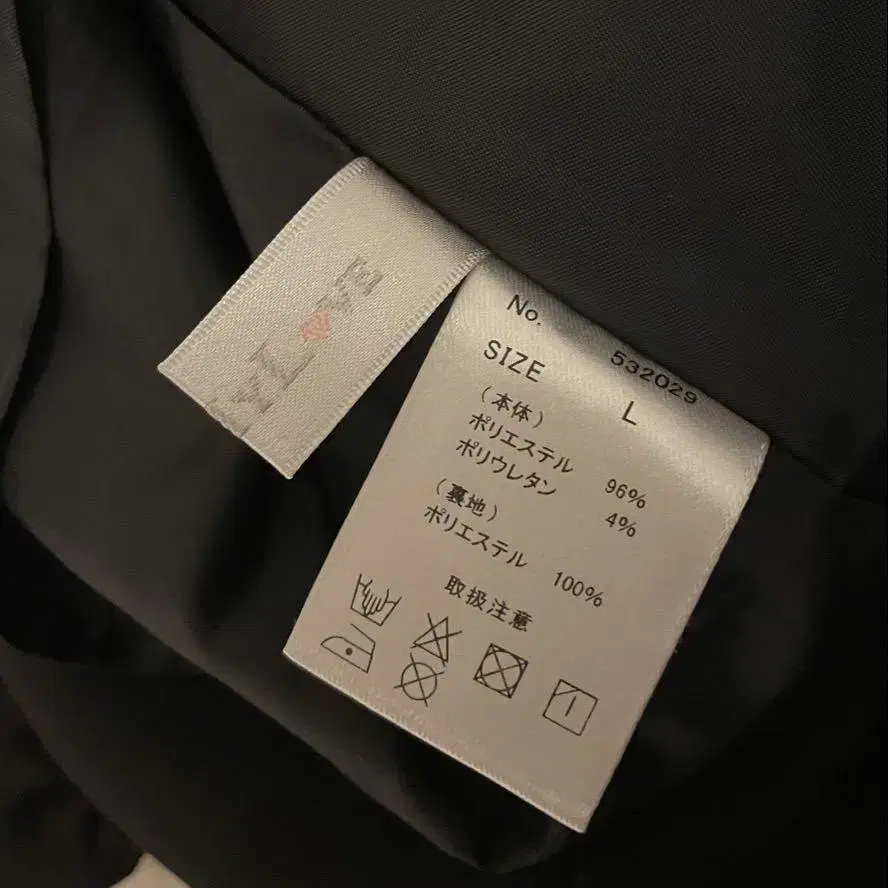 No. 532029
SIZE L
(本体)
ポリエステル 96%
ポリウレタン 4%
(裏地)
ポリエステル 100%
取扱注意